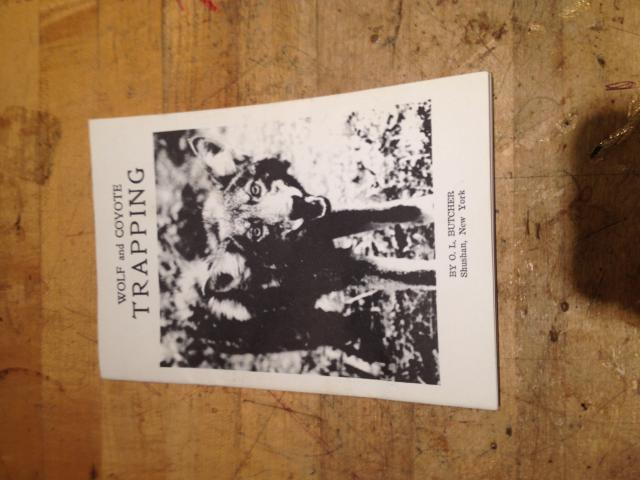 WOLF and COYOTE
TRAPPING
BY O. L. BUTCHER
Shushan, New York